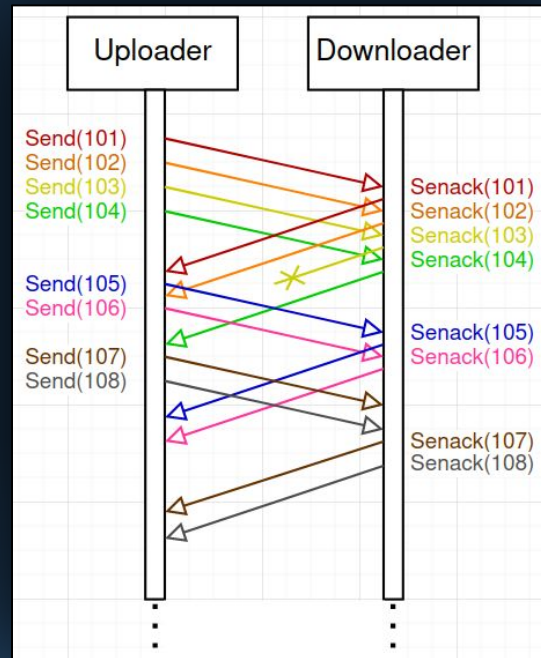 Uploader
Downloader
Send(101)
Send(102)
Send(103)
Send(104)
Senack(101)
Senack(102)
Senack(103)
Senack(104)
Send(105)
Send(106)
Senack(105)
Senack(106)
Send(107)
Send(108)
Senack(107)
Senack(108)